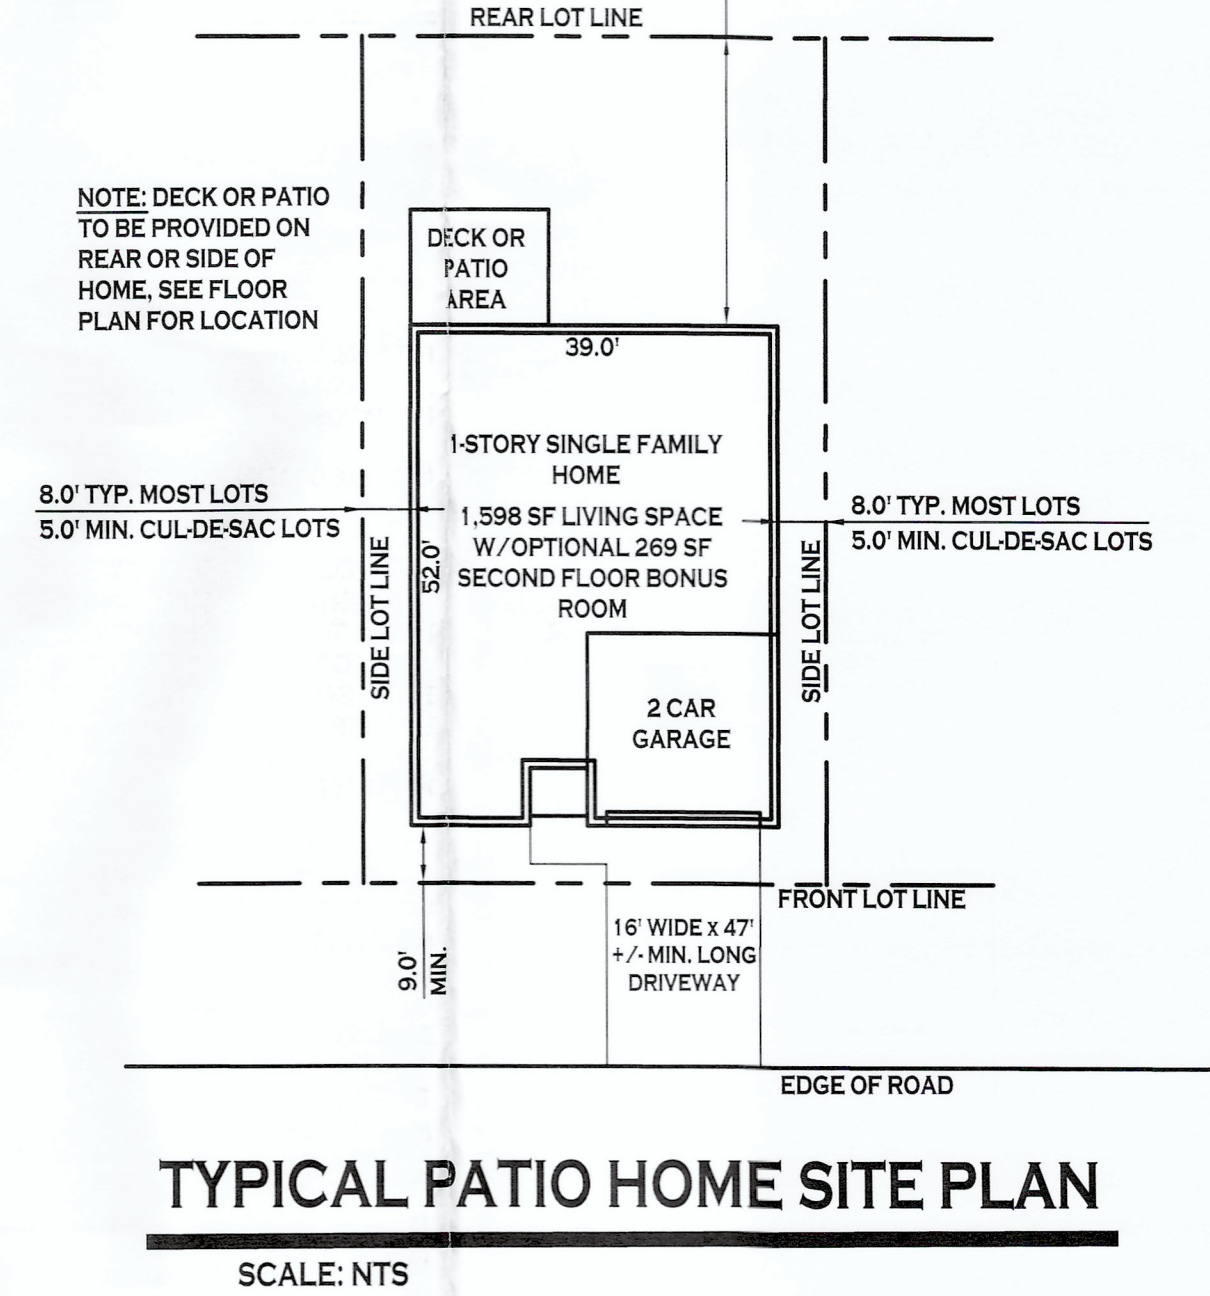 REAR LOT LINE
NOTE: DECK OR PATIO
TO BE PROVIDED ON
REAR OR SIDE OF
HOME, SEE FLOOR
PLAN FOR LOCATION
DECK OR
PATIO
AREA
39.0'
1-STORY SINGLE FAMILY
HOME
1,598 SF LIVING SPACE
W/OPTIONAL 269 SF
SECOND FLOOR BONUS
ROOM
8.0' TYP. MOST LOTS
5.0' MIN. CUL-DE-SAC LOTS
52.0'
SIDE LOT LINE
8.0' TYP. MOST LOTS
5.0' MIN. CUL-DE-SAC LOTS
SIDE LOT LINE
2 CAR
GARAGE
FRONT LOT LINE
9.0'
MIN.
16' WIDE x 47'
+/- MIN. LONG
DRIVEWAY
EDGE OF ROAD
TYPICAL PATIO HOME SITE PLAN
SCALE: NTS